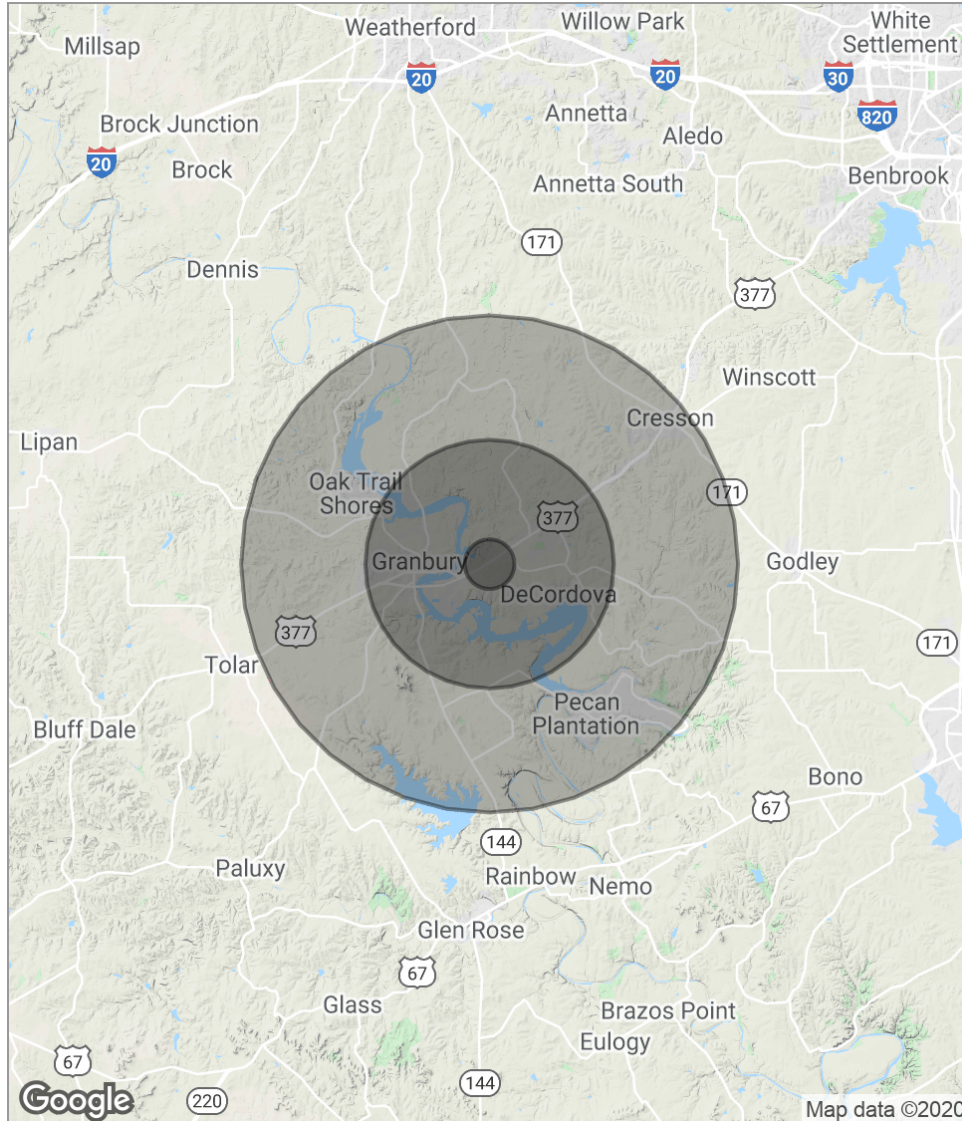 Weatherford
Willow Park
White
Settlement
Millsap
20
20
30
Brock Junction
Annetta
820
Aledo
20
Brock
Annetta South
Benbrook
171
Dennis
377
Winscott
Cresson
Lipan
Oak Trail
Shores
171
377
Granbury
Godley
DeCordova
377
171
Tolar
Pecan
Plantation
Bluff Dale
Bono
67
144
Paluxy
Rainbow
Nemo
Glen Rose
67
Glass
Brazos Point
Eulogy
67
144
220
Google
Map data ©2020